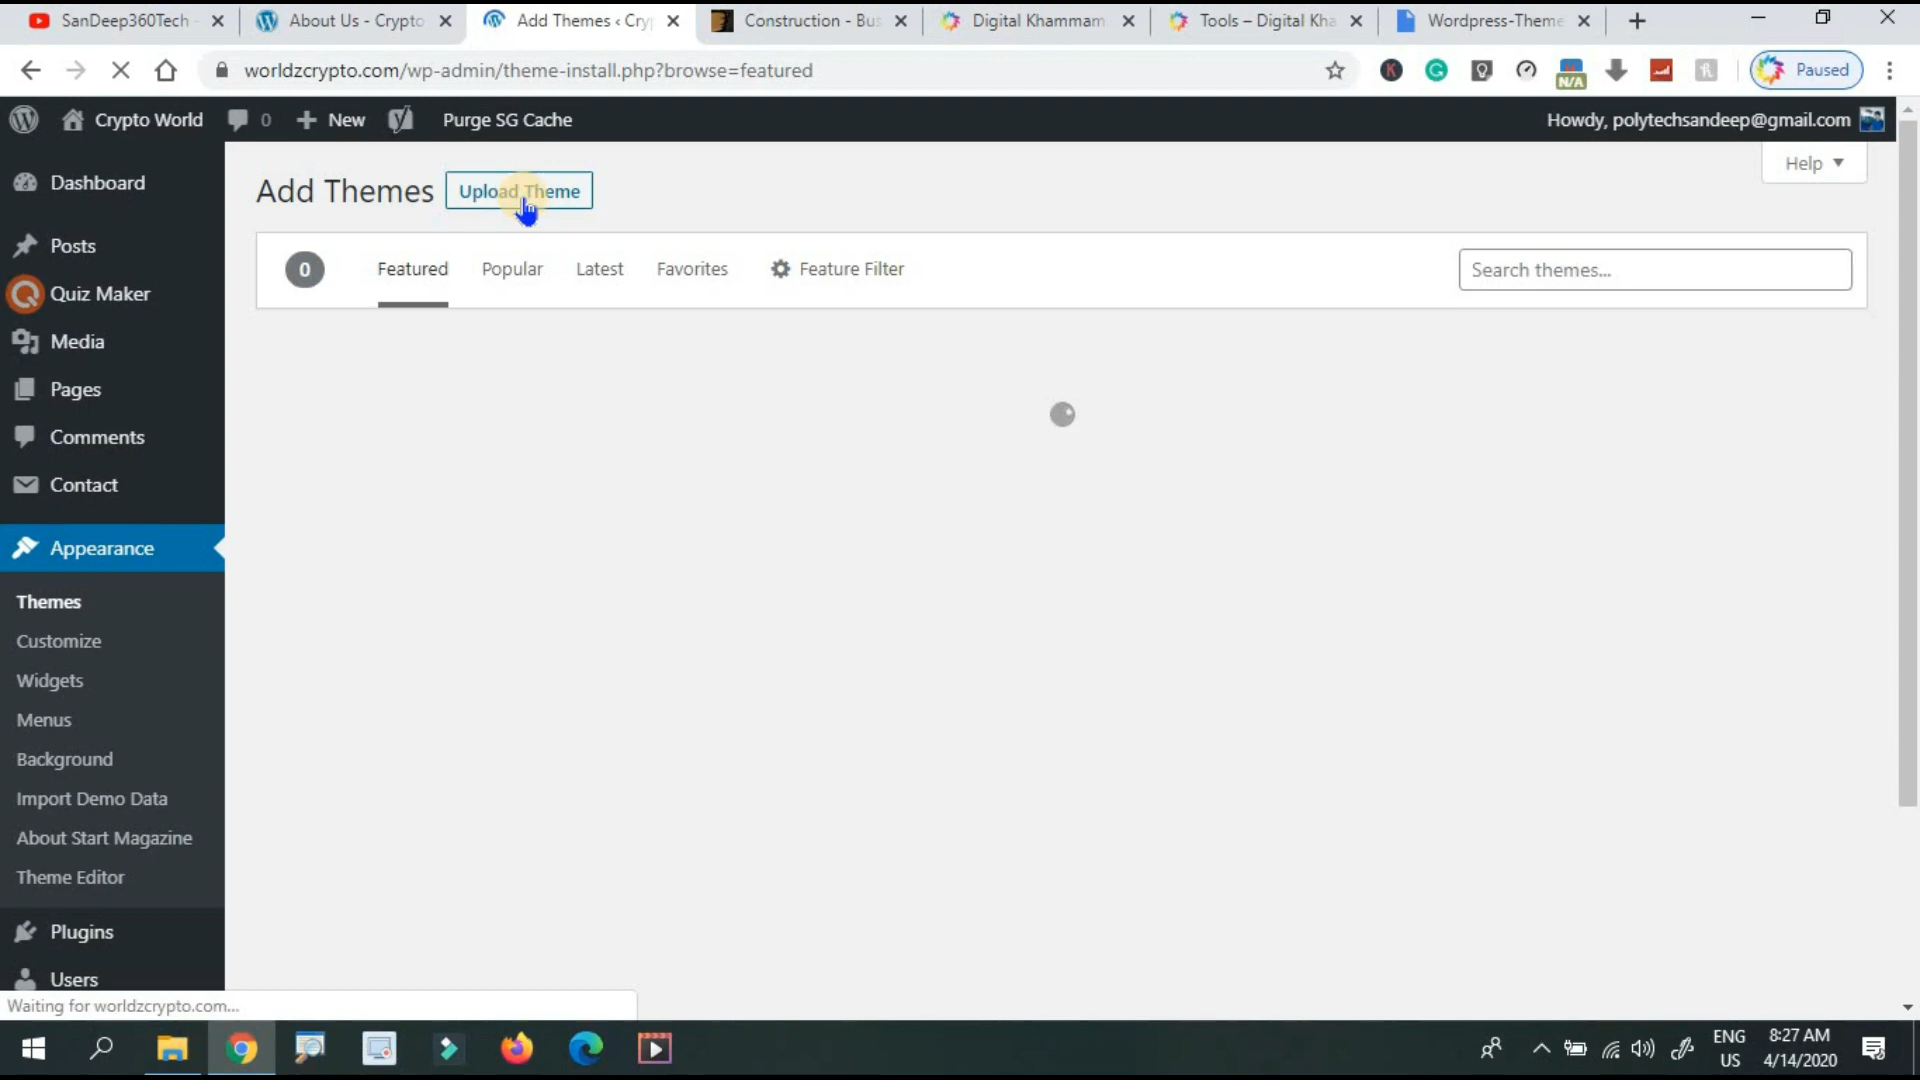 SanDeep360Tech -
About Us - Crypto
Add Themes ‹ Cry
Construction - Bus
Digital Khammam
Tools – Digital Kha
Wordpress-Theme
worldzcrypto.com/wp-admin/theme-install.php?browse=featured
N/A
Paused
Crypto World
0
New
Purge SG Cache
Howdy, polytechsandeep@gmail.com
Help
Add Themes
Upload Theme
0
Featured
Popular
Latest
Favorites
Feature Filter
Search themes...
Dashboard
Posts
Quiz Maker
Media
Pages
Comments
Contact
Appearance
Themes
Customize
Widgets
Menus
Background
Import Demo Data
About Start Magazine
Theme Editor
Plugins
Users
Waiting for worldzcrypto.com...
ENG
US
8:27 AM
4/14/2020